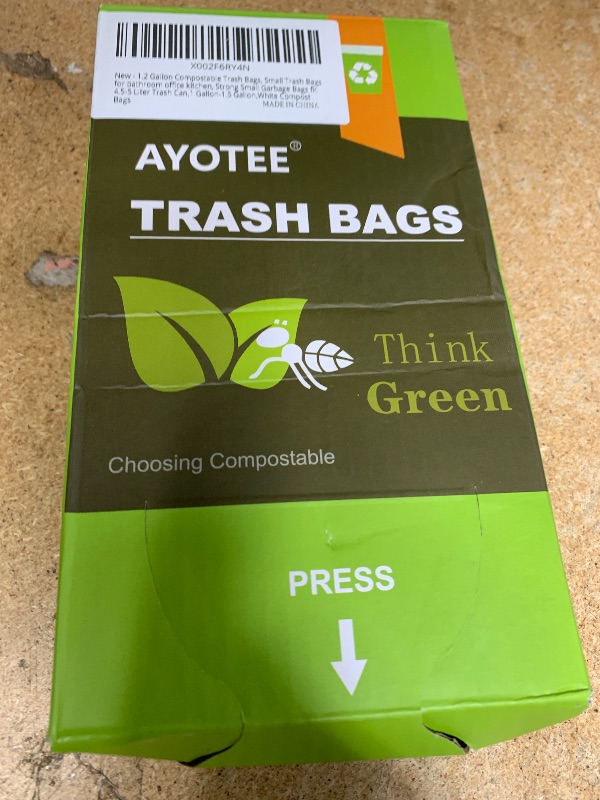 X002F6RY4N
New - 1.2 Gallon Compostable Trash Bags, Small Trash Bags
for bathroom office kitchen, Strong Small Garbage Bags fit
4.5-5 Liter Trash Can,1 Gallon-1.5 Gallon,White Compost
Bags
MADE IN CHINA
AYOTEE®
TRASH BAGS
Think
Green
Choosing Compostable
PRESS